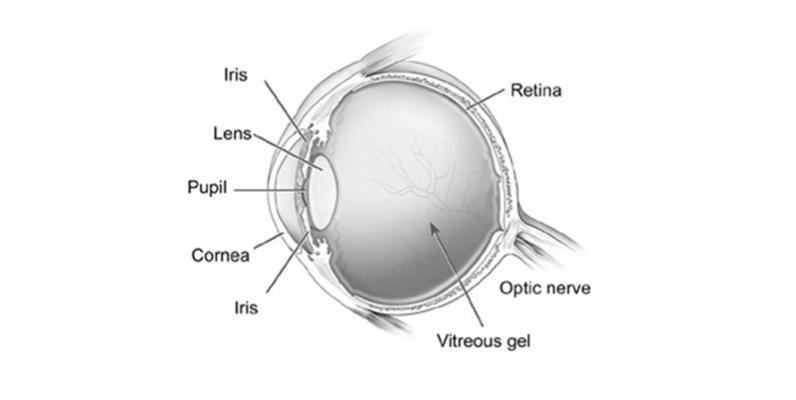 Iris
Retina
Lens
Pupil
Cornea
Optic nerve
Iris
Vitreous gel